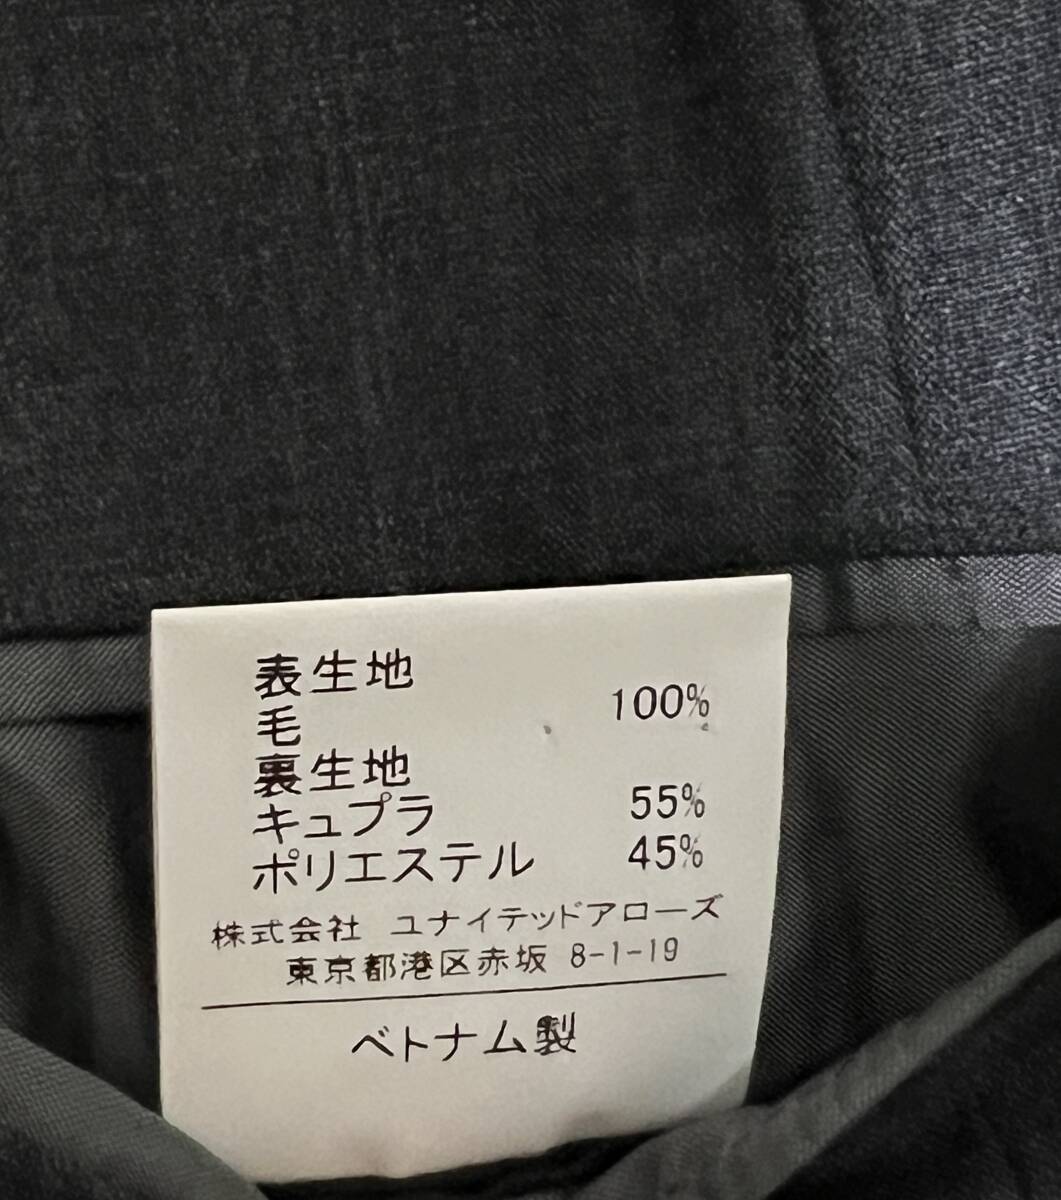 表生地
毛 100%
裏生地
キュプラ 55%
ポリエステル 45%
株式会社 ユナイテッドアローズ
東京都港区赤坂 8-1-19
ベトナム製